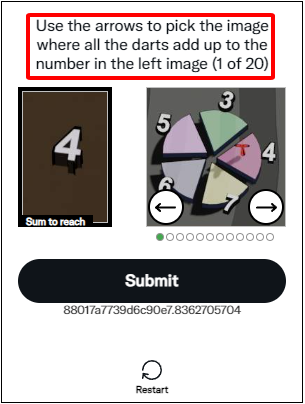 Use the arrows to pick the image
where all the darts add up to the
number in the left image (1 of 20)
4
Sum to reach
3
5
4
6
7
Submit
88017a7739d6c90e7.8362705704
Restart